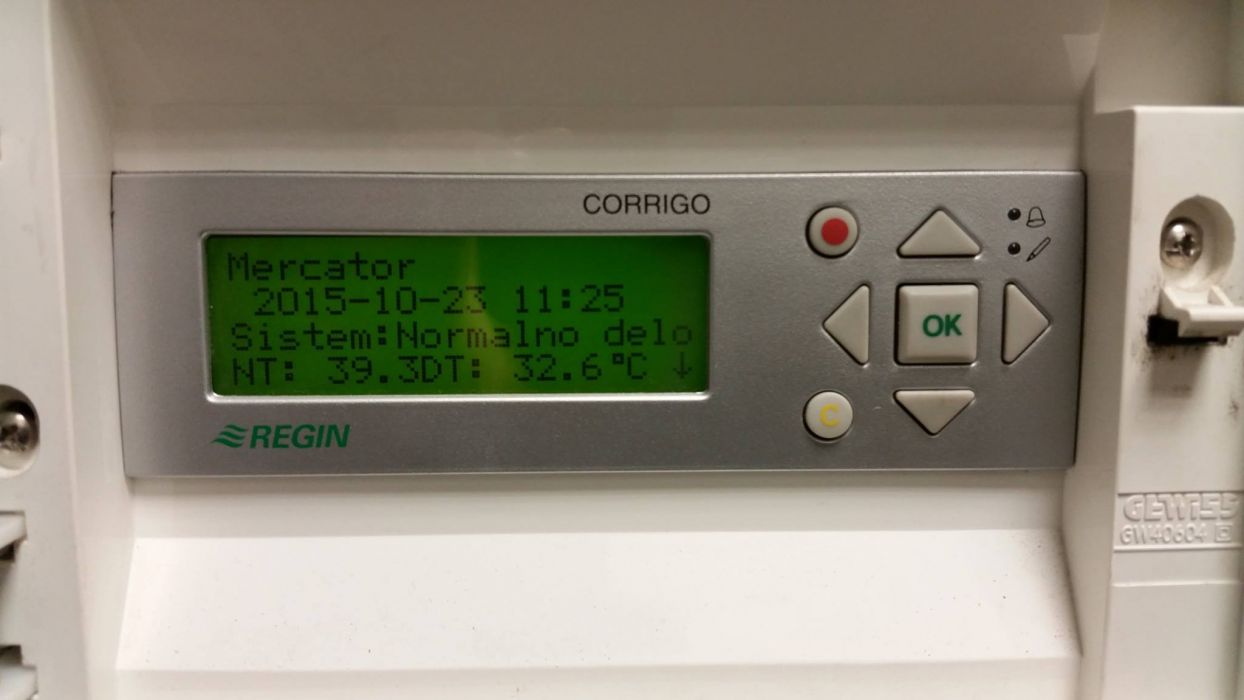 CORRIGO
Mercator
2015-10-23 11:25
Sistem:Normalno delo
NT: 39.3DT: 32.6°C ↓
OK
C
REGIN
GEWISS
GW40604